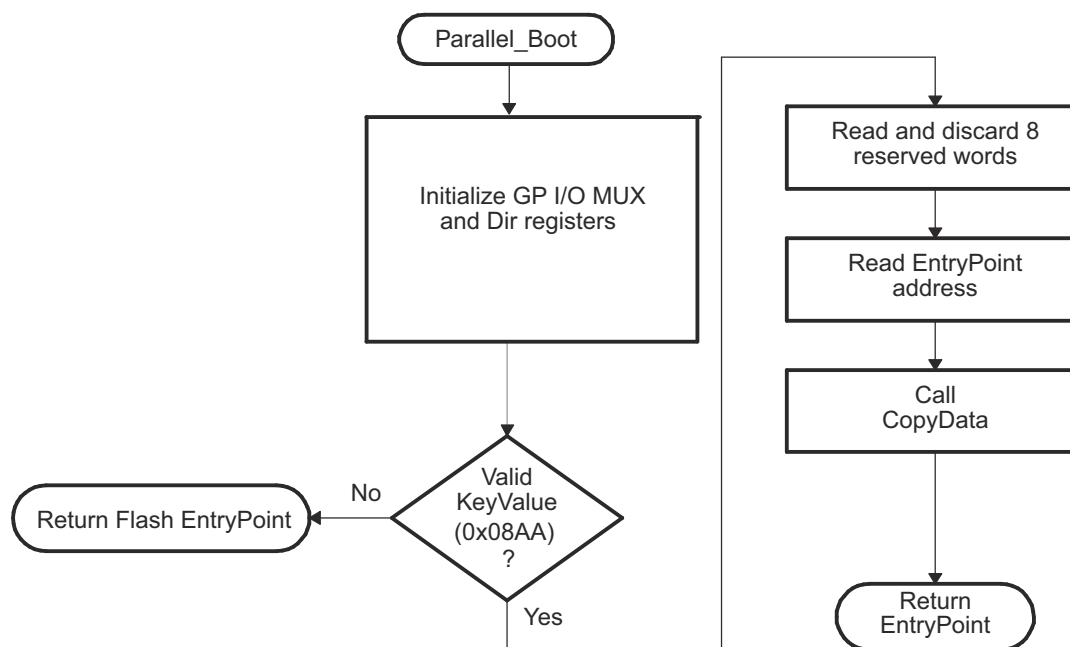 Parallel_Boot
Initialize GP I/O MUX
and Dir registers
Valid
KeyValue
(0x08AA)
?
No
Return Flash EntryPoint
Yes
Read and discard 8
reserved words
Read EntryPoint
address
Call
CopyData
Return
EntryPoint